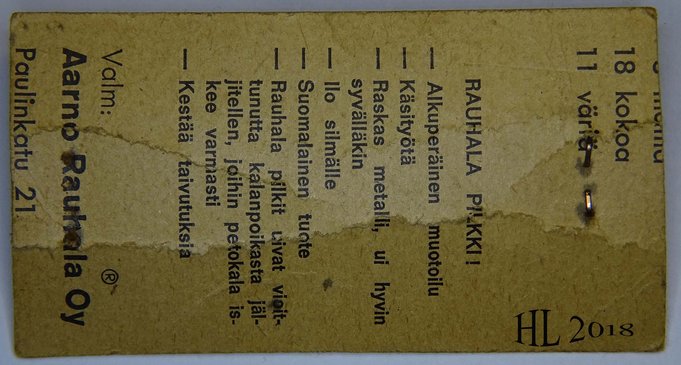 18 kokoa
11 väriä
RAUHALA PILKKI!
— Alkuperäinen muotoilu
— Käsityötä
— Raskas metalli, ui hyvin
syvälläkin
— Ilo silmälle
— Suomalainen tuote
— Rauhala pilkit uivat vioit-
tunutta kalanpoikasta jäl-
jitellen, joihin petokala is-
kee varmasti
— Kestää taivutuksia
Valm: ®
Aarno Rauhala Oy
Paulinkatu 21
HL 2018